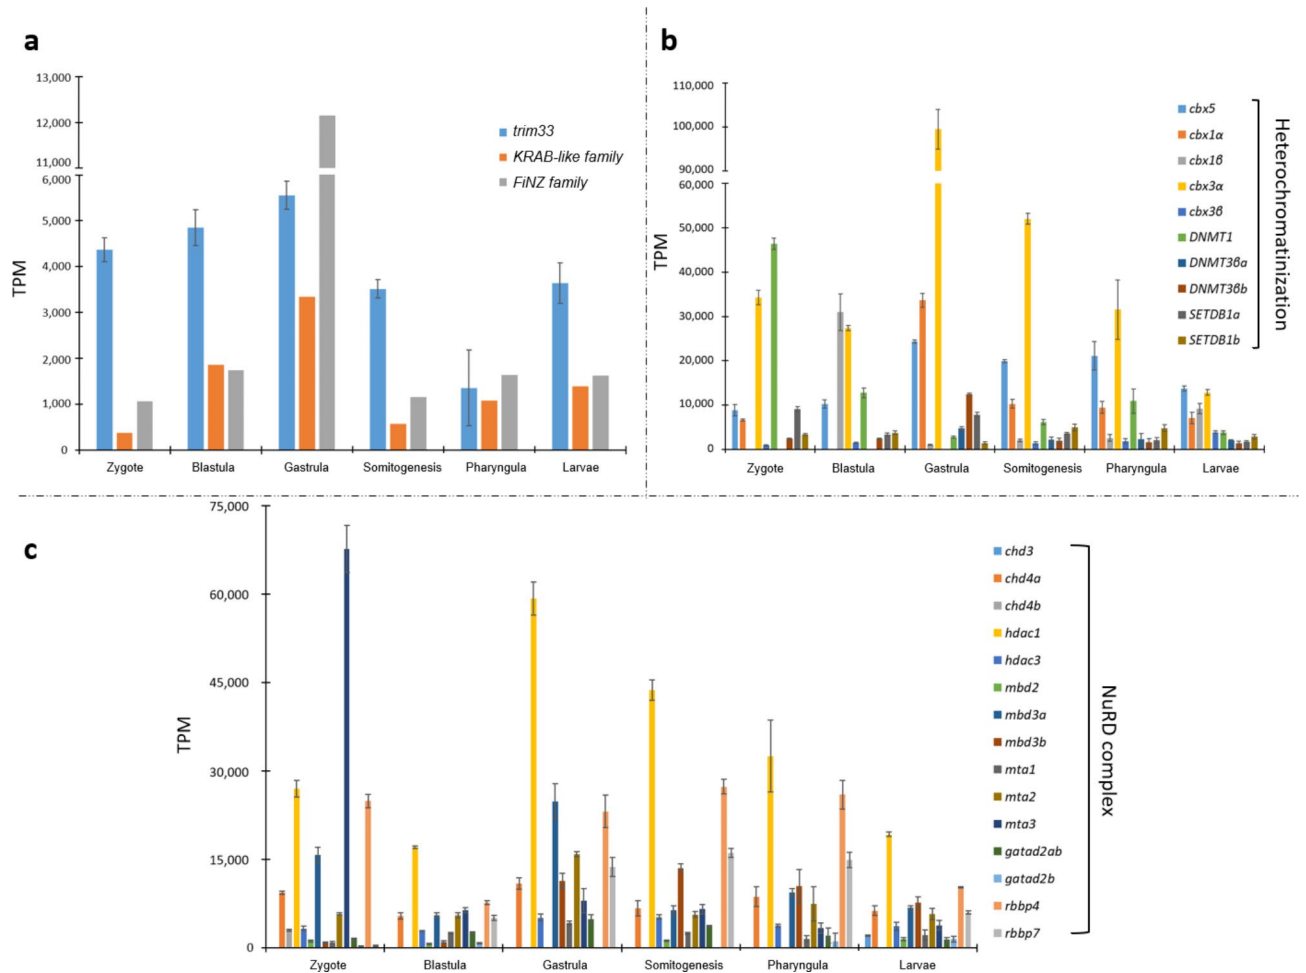 a
13,000
12,000
11,000
6,000
5,000
4,000
3,000
2,000
1,000
0
TPM
Zygote Blastula Gastrula Somitogenesis Pharyngula Larvae
trim33
KRAB-like family
FiNZ family
b
110,000
100,000
90,000
60,000
50,000
40,000
30,000
20,000
10,000
0
TPM
Zygote Blastula Gastrula Somitogenesis Pharyngula Larvae
cbx5
cbx1α
cbx1β
cbx3α
cbx3β
DNMT1
DNMT3βa
DNMT3βb
SETDB1a
SETDB1b
Heterochromatinization
c
75,000
60,000
45,000
30,000
15,000
0
TPM
Zygote Blastula Gastrula Somitogenesis Pharyngula Larvae
chd3
chd4a
chd4b
hdac1
hdac3
mbd2
mbd3a
mbd3b
mta1
mta2
mta3
gatad2ab
gatad2b
rbbp4
rbbp7
NuRD complex